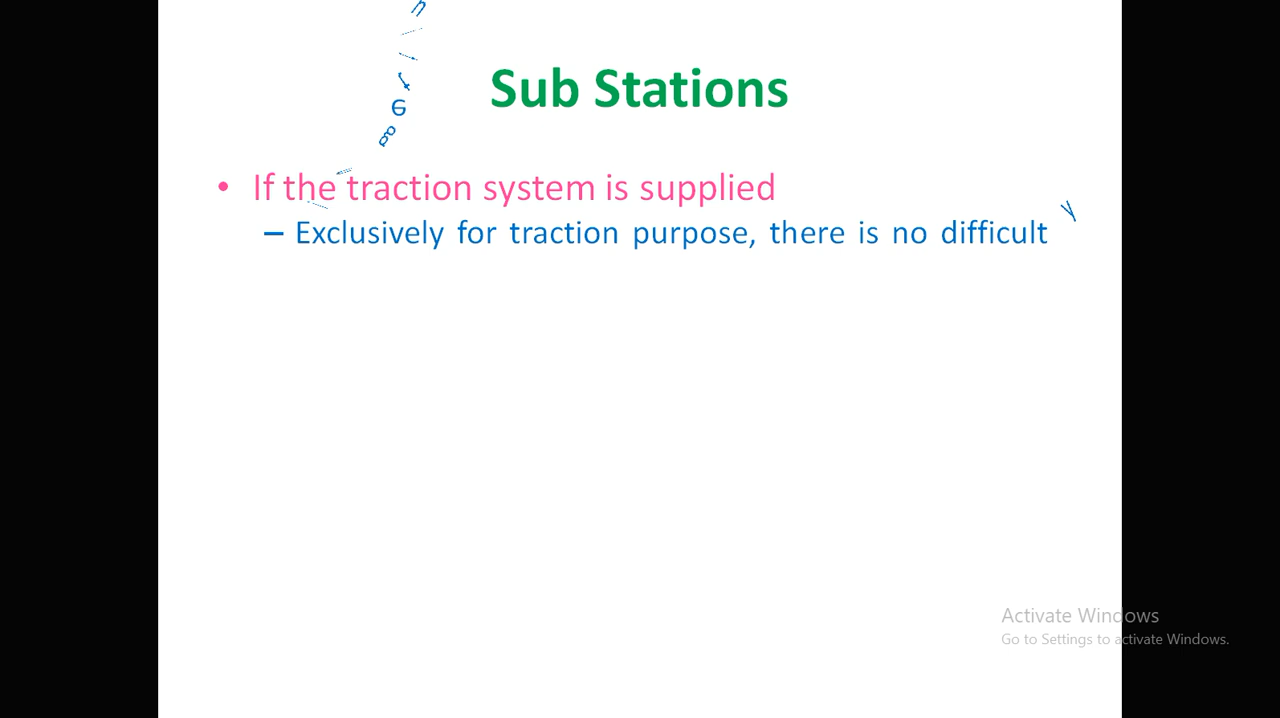 Sub Stations
• If the traction system is supplied
– Exclusively for traction purpose, there is no difficult
Activate Windows
Go to Settings to activate Windows.